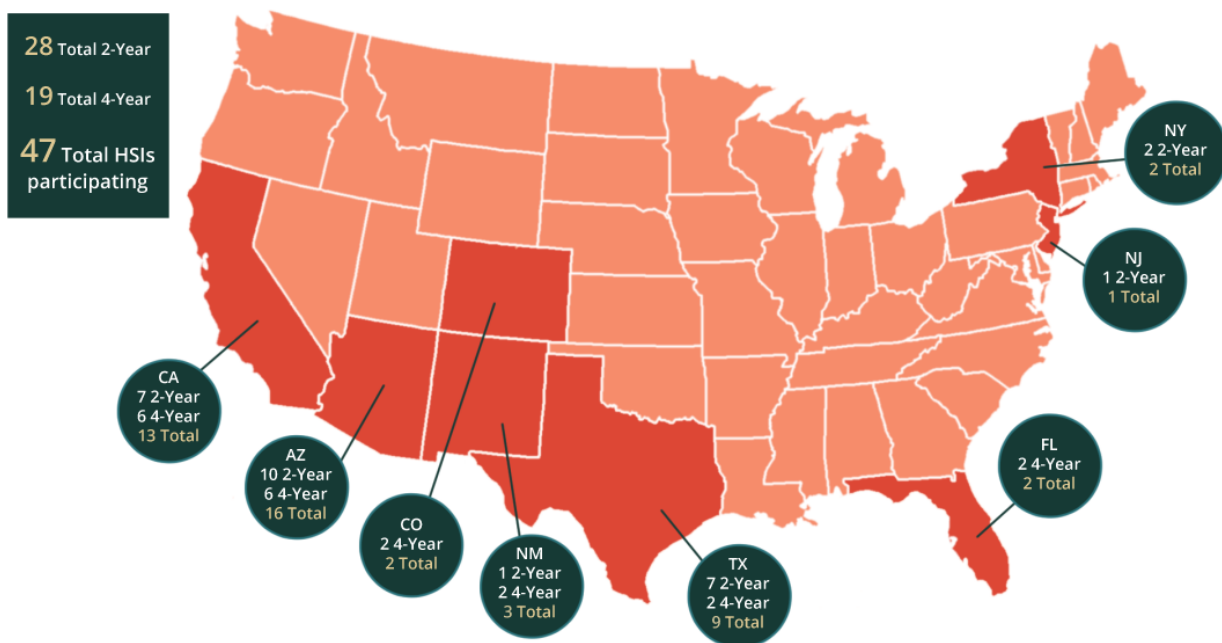 28 Total 2-Year
19 Total 4-Year
47 Total HSIs
participating
NY
2 2-Year
2 Total
NJ
1 2-Year
1 Total
CA
7 2-Year
6 4-Year
13 Total
AZ
10 2-Year
6 4-Year
16 Total
CO
2 4-Year
2 Total
NM
1 2-Year
2 4-Year
3 Total
TX
7 2-Year
2 4-Year
9 Total
FL
2 4-Year
2 Total